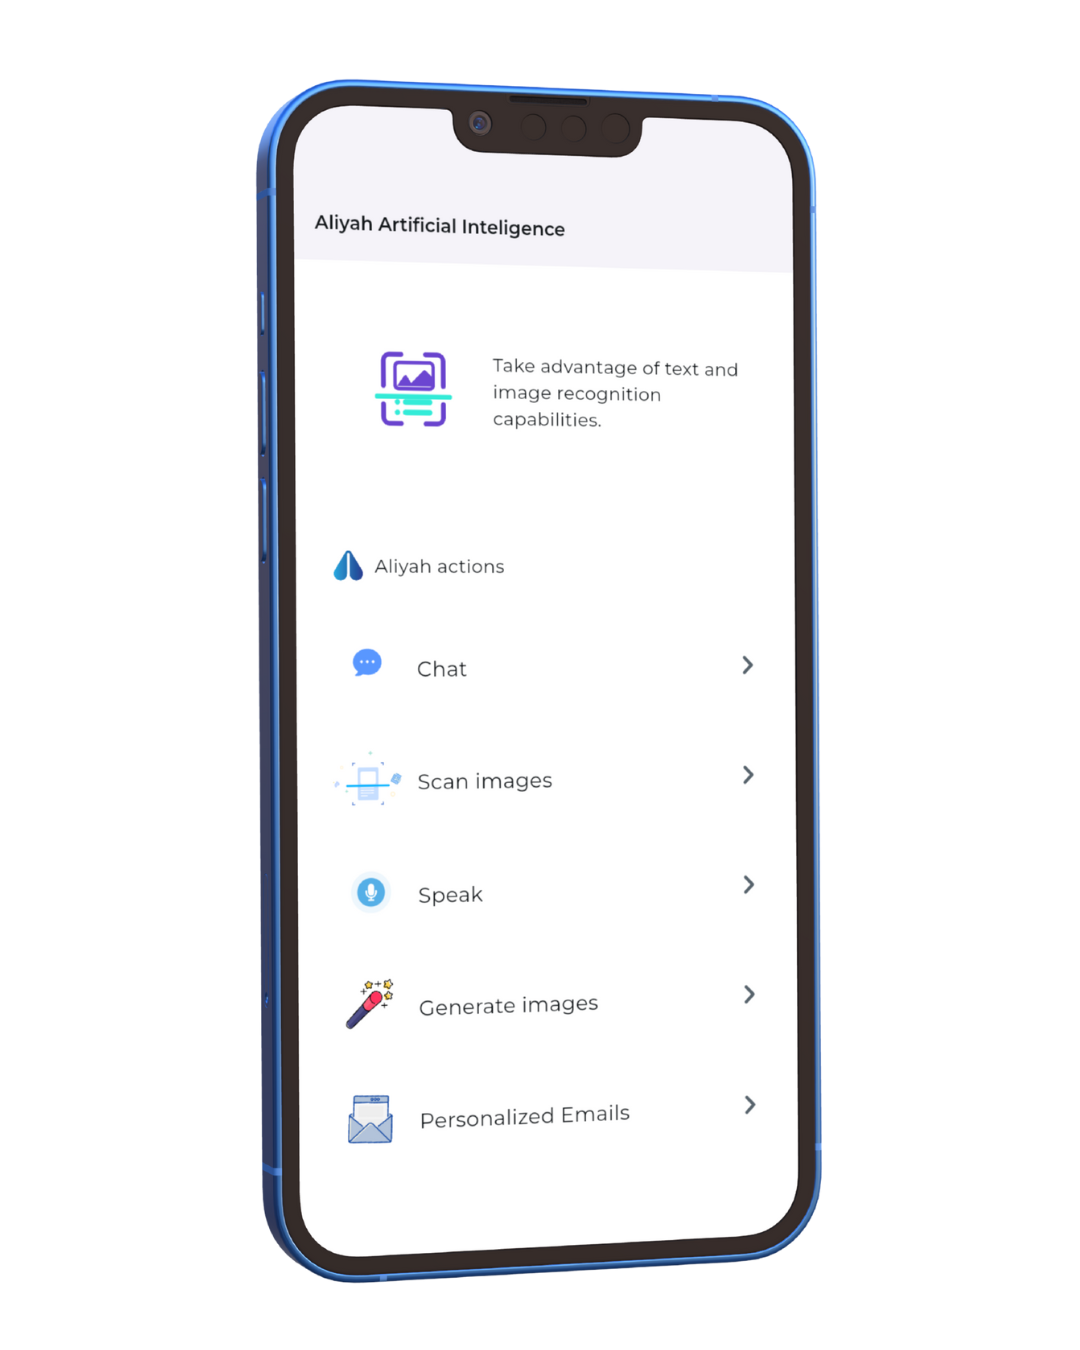 Aliyah Artificial Inteligence
Take advantage of text and
image recognition
capabilities.
Aliyah actions
Chat
Scan images
Speak
Generate images
Personalized Emails